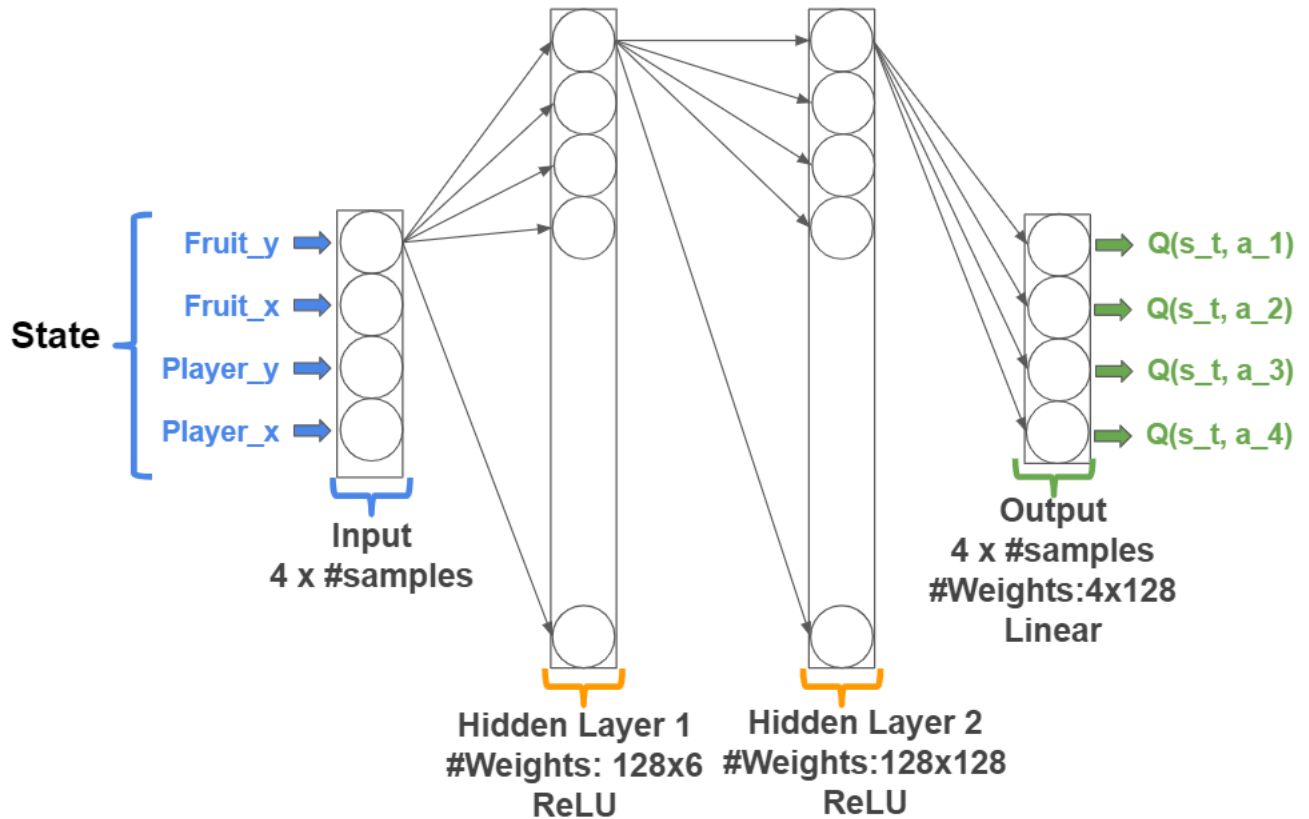 State
Fruit_y
Fruit_x
Player_y
Player_x
Input
4 x #samples
Hidden Layer 1
#Weights: 128x6
ReLU
Hidden Layer 2
#Weights:128x128
ReLU
Q(s_t, a_1)
Q(s_t, a_2)
Q(s_t, a_3)
Q(s_t, a_4)
Output
4 x #samples
#Weights:4x128
Linear